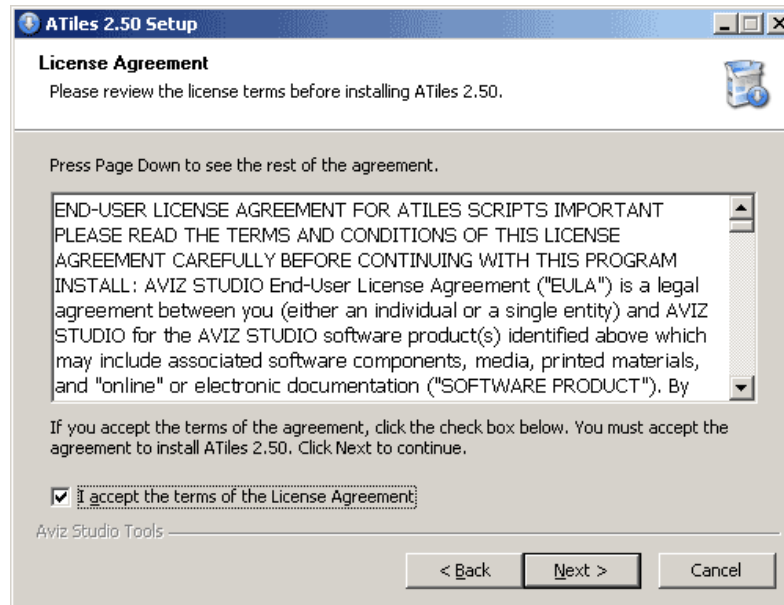 ATiles 2.50 Setup
License Agreement
Please review the license terms before installing ATiles 2.50.
Press Page Down to see the rest of the agreement.
END-USER LICENSE AGREEMENT FOR ATILES SCRIPTS IMPORTANT
PLEASE READ THE TERMS AND CONDITIONS OF THIS LICENSE
AGREEMENT CAREFULLY BEFORE CONTINUING WITH THIS PROGRAM
INSTALL: AVIZ STUDIO End-User License Agreement ("EULA") is a legal
agreement between you (either an individual or a single entity) and AVIZ
STUDIO for the AVIZ STUDIO software product(s) identified above which
may include associated software components, media, printed materials,
and "online" or electronic documentation ("SOFTWARE PRODUCT"). By
If you accept the terms of the agreement, click the check box below. You must accept the
agreement to install ATiles 2.50. Click Next to continue.
I accept the terms of the License Agreement
Aviz Studio Tools
< Back Next > Cancel